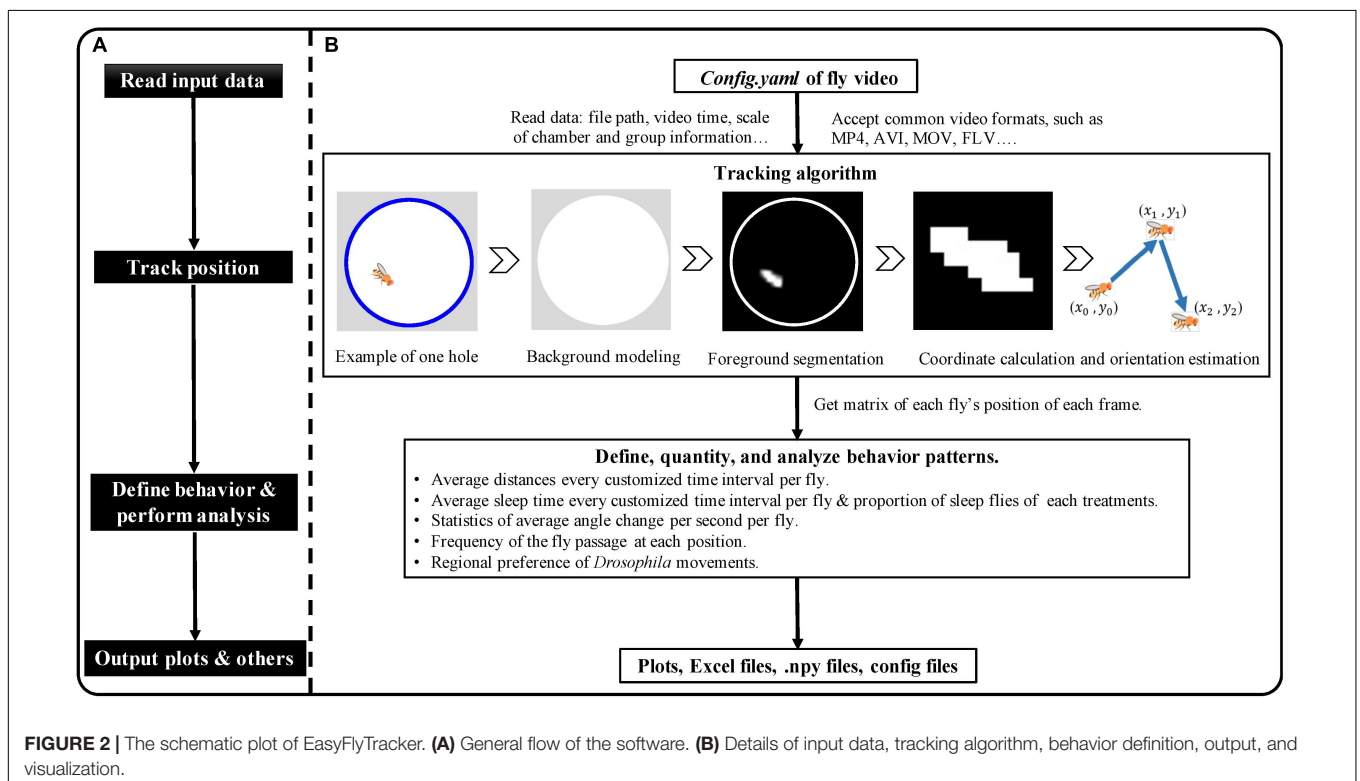 A
Read input data
Track position
Define behavior &
perform analysis
Output plots & others
B
Config.yaml of fly video
Read data: file path, video time, scale
of chamber and group information…
Accept common video formats, such as
MP4, AVI, MOV, FLV….
Tracking algorithm
(x₁ , y₁)
(x₀ , y₀)
(x₂ , y₂)
Example of one hole
Background modeling
Foreground segmentation
Coordinate calculation and orientation estimation
Get matrix of each fly's position of each frame.
Define, quantity, and analyze behavior patterns.
• Average distances every customized time interval per fly.
• Average sleep time every customized time interval per fly & proportion of sleep flies of each treatments.
• Statistics of average angle change per second per fly.
• Frequency of the fly passage at each position.
• Regional preference of Drosophila movements.
Plots, Excel files, .npy files, config files
FIGURE 2 | The schematic plot of EasyFlyTracker. (A) General flow of the software. (B) Details of input data, tracking algorithm, behavior definition, output, and
visualization.